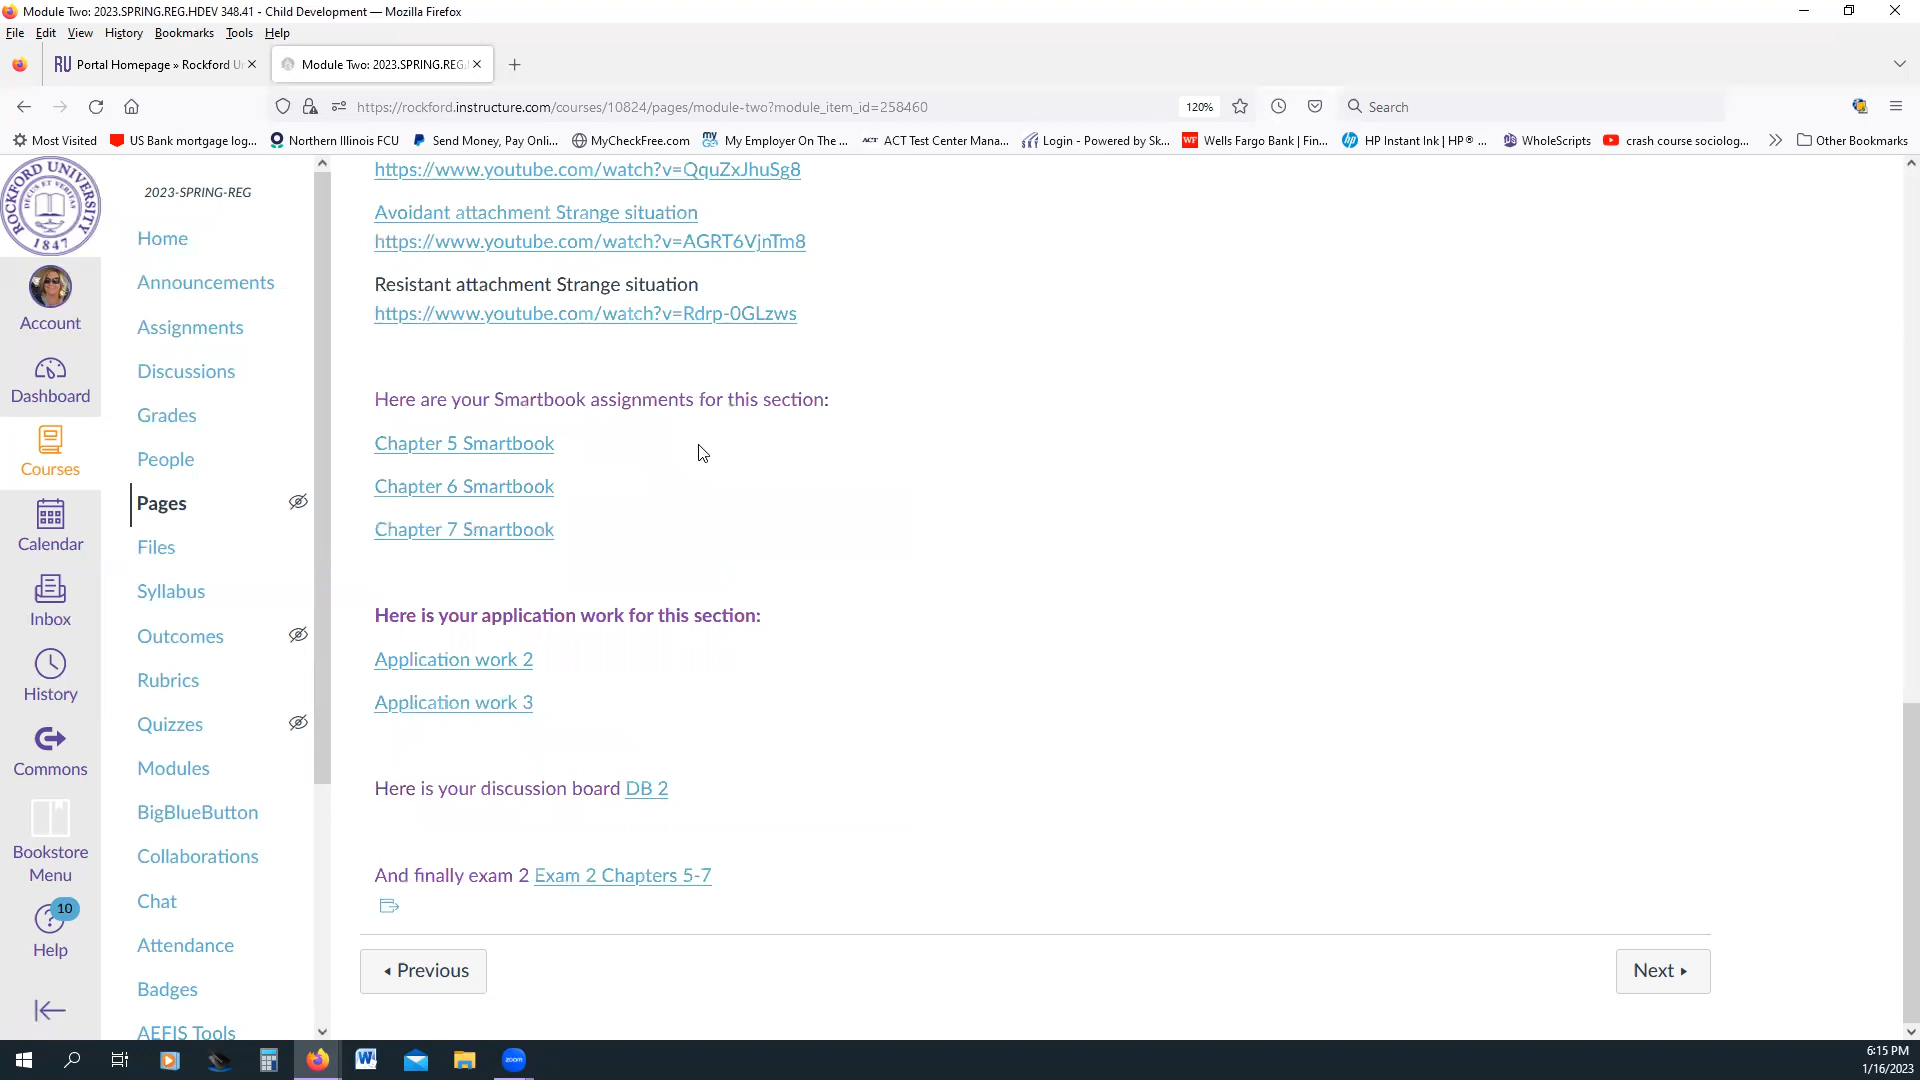 Module Two: 2023.SPRING.REG.HDEV 348.41 - Child Development — Mozilla Firefox
File Edit View History Bookmarks Tools Help
RU Portal Homepage » Rockford U
Module Two: 2023.SPRING.REG.
https://rockford.instructure.com/courses/10824/pages/module-two?module_item_id=258460
120%
Search
Most Visited
US Bank mortgage log...
Northern Illinois FCU
Send Money, Pay Onli...
MyCheckFree.com
My Employer On The ...
ACT Test Center Mana...
Login - Powered by Sk...
Wells Fargo Bank | Fin...
HP Instant Ink | HP® ...
WholeScripts
crash course sociolog...
Other Bookmarks
ROCKFORD UNIVERSITY
1847
Account
Dashboard
Courses
Calendar
Inbox
History
Commons
Bookstore
Menu
10
Help
2023-SPRING-REG
Home
Announcements
Assignments
Discussions
Grades
People
Pages
Files
Syllabus
Outcomes
Rubrics
Quizzes
Modules
BigBlueButton
Collaborations
Chat
Attendance
Badges
AEFIS Tools
https://www.youtube.com/watch?v=QquZxJhuSg8
Avoidant attachment Strange situation
https://www.youtube.com/watch?v=AGRT6VjnTm8
Resistant attachment Strange situation
https://www.youtube.com/watch?v=Rdrp-0GLzws
Here are your Smartbook assignments for this section:
Chapter 5 Smartbook
Chapter 6 Smartbook
Chapter 7 Smartbook
Here is your application work for this section:
Application work 2
Application work 3
Here is your discussion board DB 2
And finally exam 2 Exam 2 Chapters 5-7
Previous
Next
zoom
6:15 PM
1/16/2023